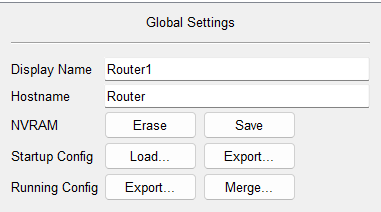 Global Settings
Display Name Router1
Hostname Router
NVRAM Erase Save
Startup Config Load... Export...
Running Config Export... Merge...